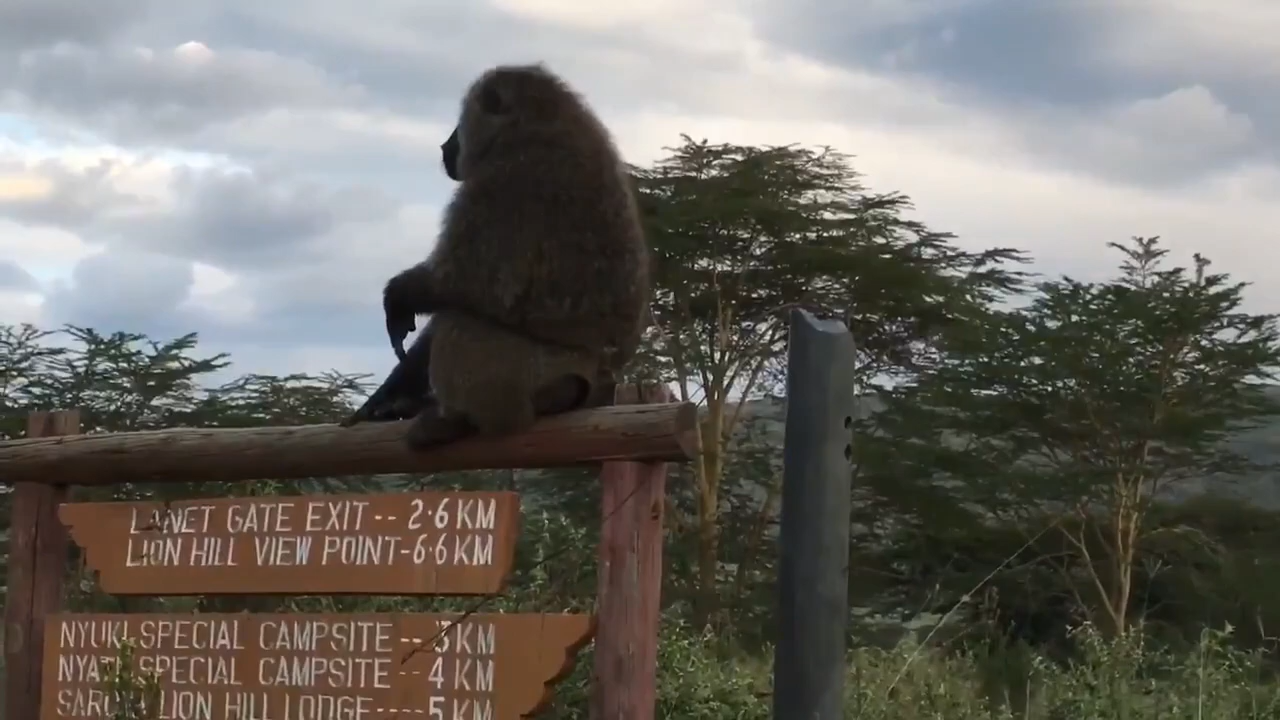 LANET GATE EXIT -- 2.6 KM
LION HILL VIEW POINT-6.6 KM
NYUKI SPECIAL CAMPSITE -- 3 KM
NYATI SPECIAL CAMPSITE -- 4 KM
SAROVA LION HILL LODGE ---- 5 KM